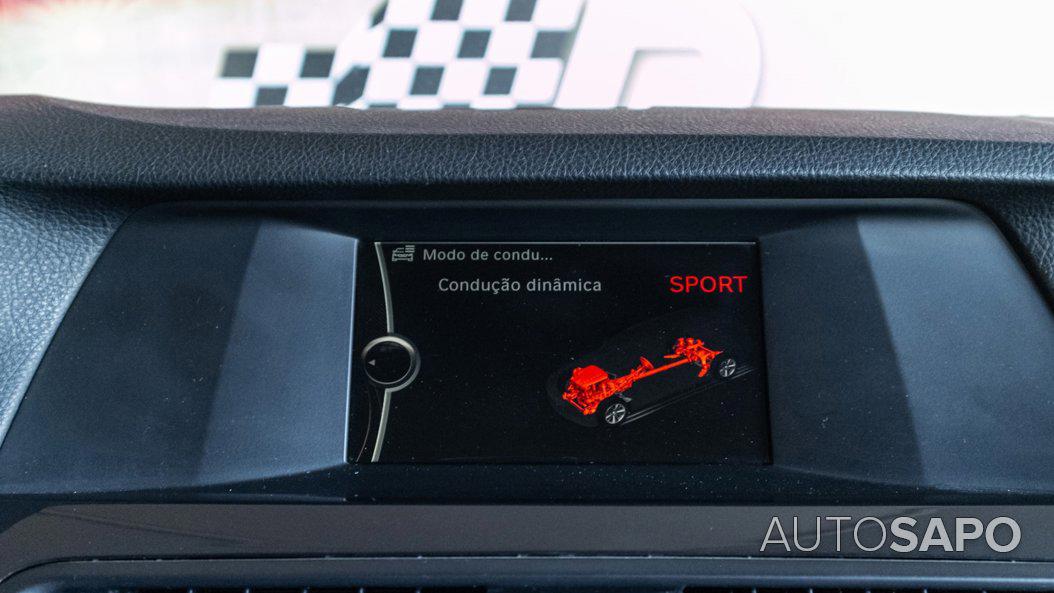 Modo de condu...
Condução dinâmica SPORT
AUTOSAPO